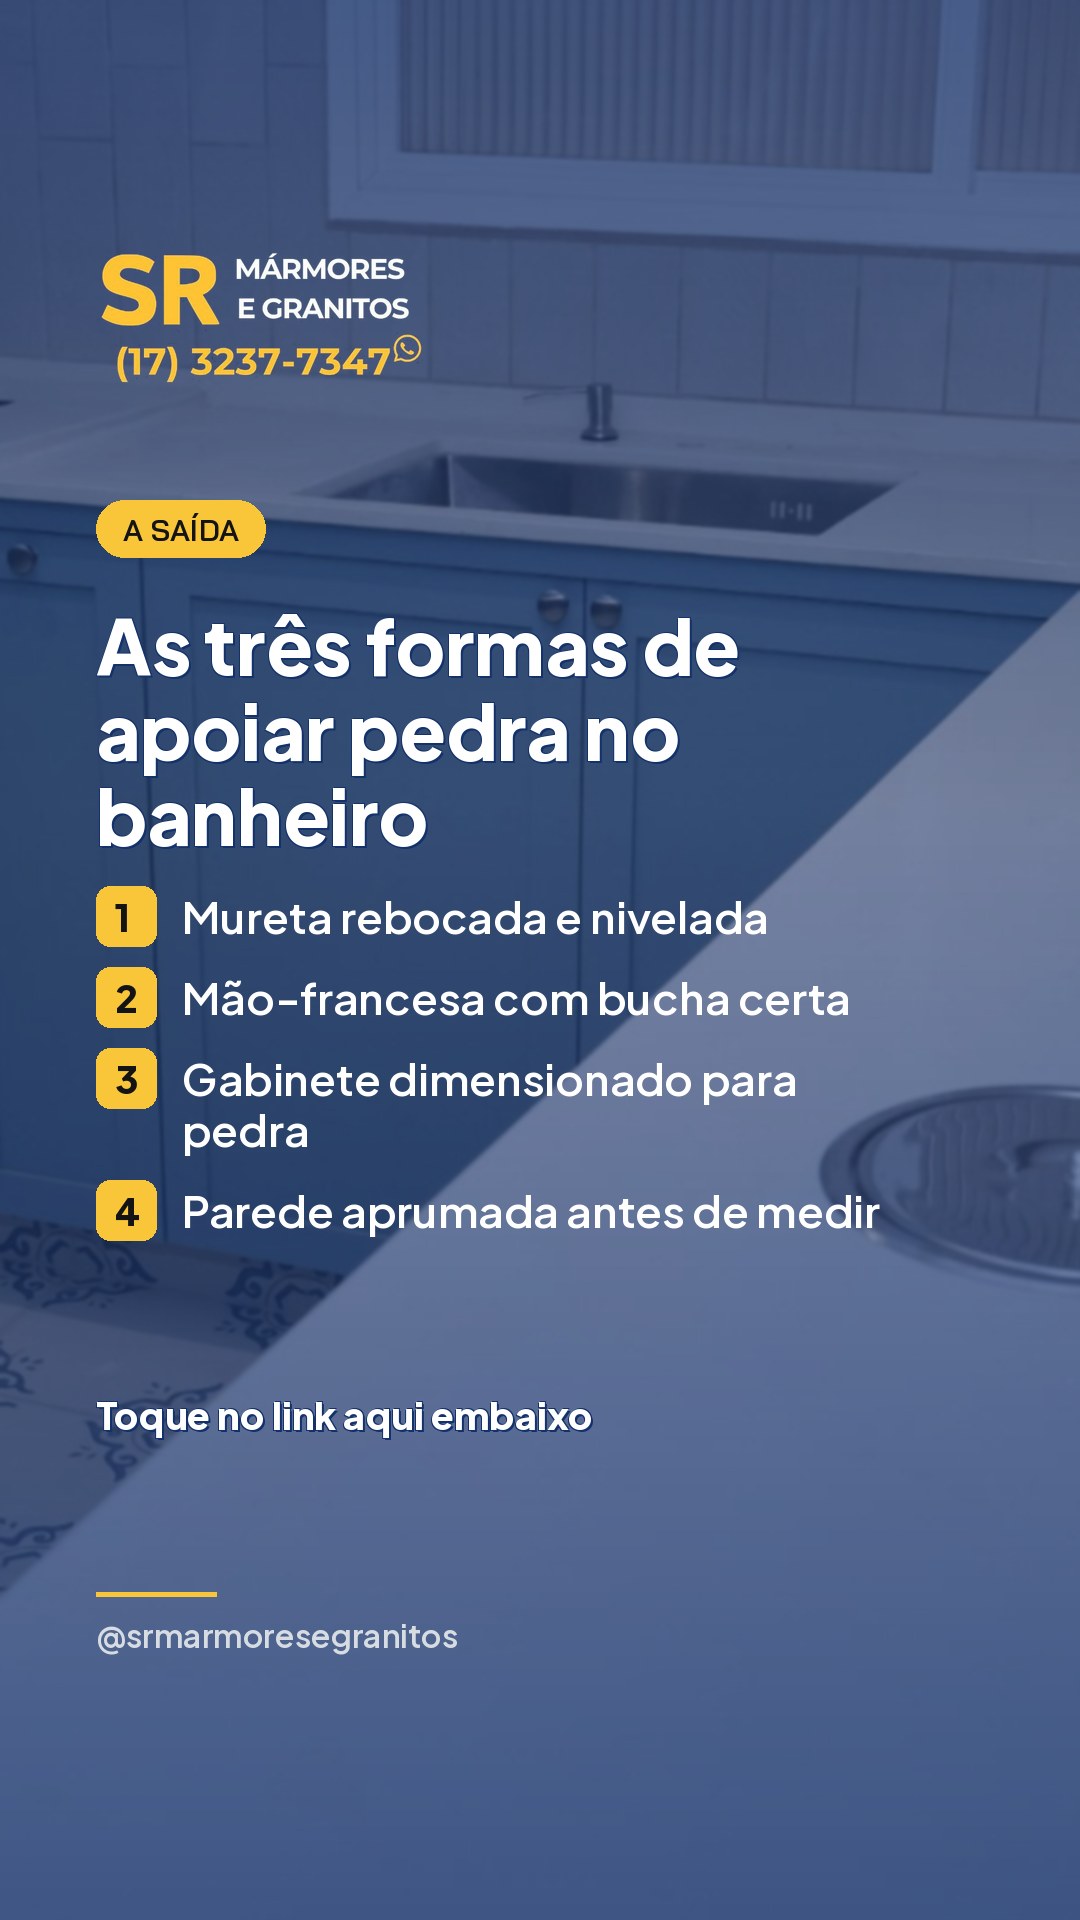 SR MÁRMORES
E GRANITOS
(17) 3237-7347
A SAÍDA
As três formas de
apoiar pedra no
banheiro
1 Mureta rebocada e nivelada
2 Mão-francesa com bucha certa
3 Gabinete dimensionado para
pedra
4 Parede aprumada antes de medir
Toque no link aqui embaixo
@srmarmoresegranitos